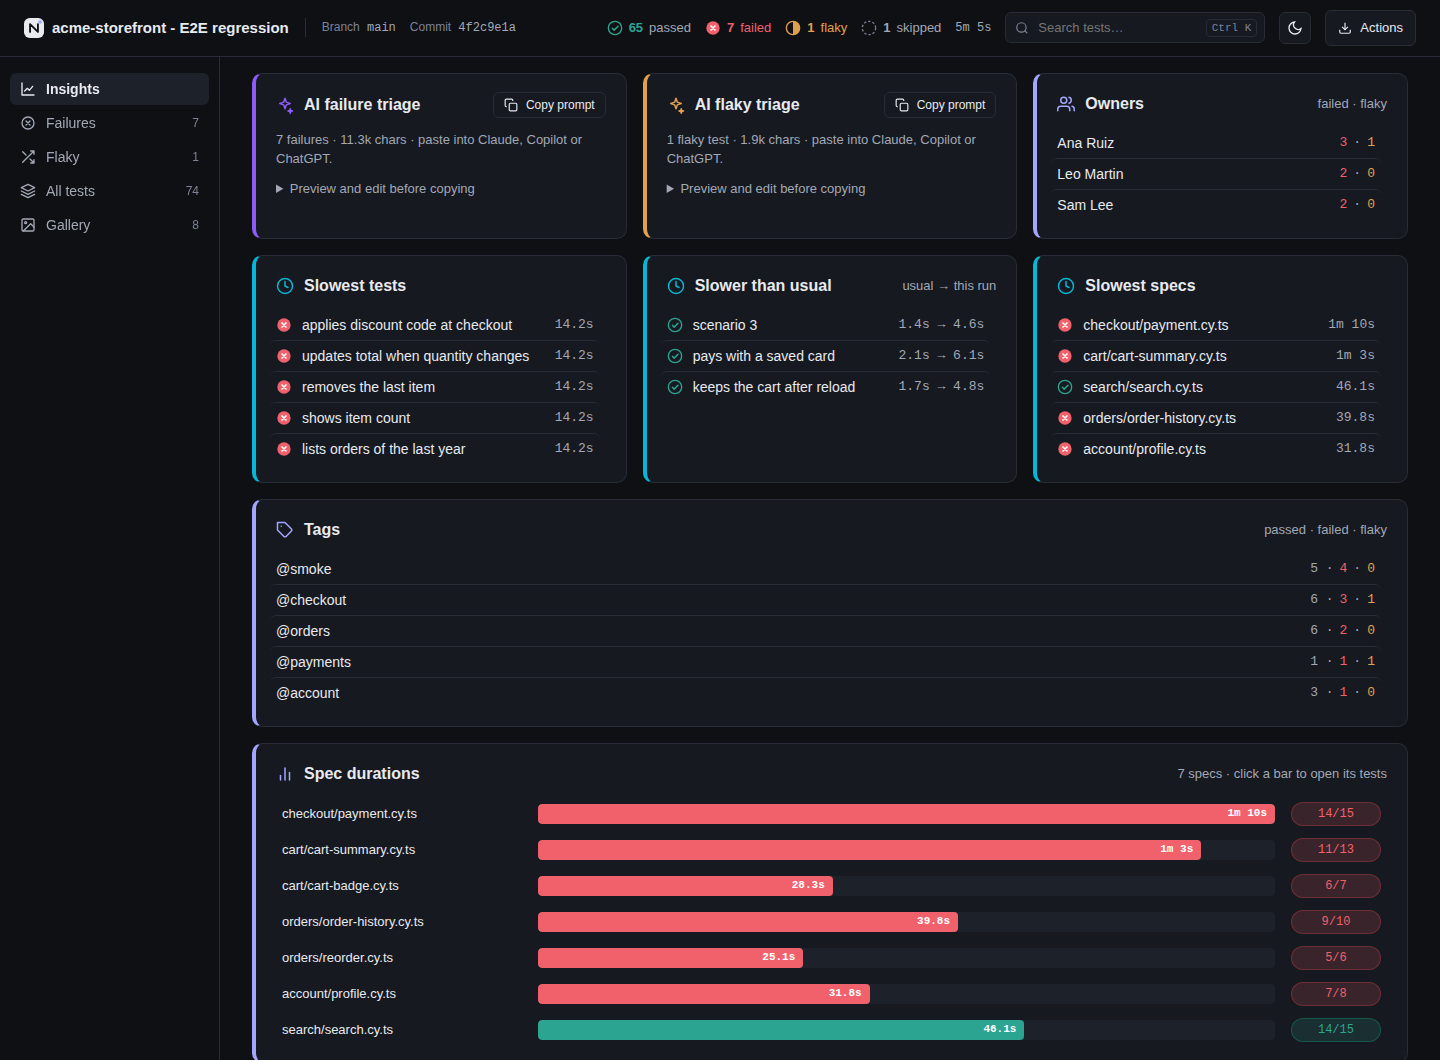 acme-storefront - E2E regression
Branch main Commit 4f2c9e1a
65 passed 7 failed 1 flaky 1 skipped 5m 5s
Search tests… Ctrl K
Actions
Insights
Failures 7
Flaky 1
All tests 74
Gallery 8
AI failure triage
Copy prompt
7 failures · 11.3k chars · paste into Claude, Copilot or
ChatGPT.
Preview and edit before copying
AI flaky triage
Copy prompt
1 flaky test · 1.9k chars · paste into Claude, Copilot or
ChatGPT.
Preview and edit before copying
Owners failed · flaky
Ana Ruiz 3 · 1
Leo Martin 2 · 0
Sam Lee 2 · 0
Slowest tests
applies discount code at checkout 14.2s
updates total when quantity changes 14.2s
removes the last item 14.2s
shows item count 14.2s
lists orders of the last year 14.2s
Slower than usual usual → this run
scenario 3 1.4s → 4.6s
pays with a saved card 2.1s → 6.1s
keeps the cart after reload 1.7s → 4.8s
Slowest specs
checkout/payment.cy.ts 1m 10s
cart/cart-summary.cy.ts 1m 3s
search/search.cy.ts 46.1s
orders/order-history.cy.ts 39.8s
account/profile.cy.ts 31.8s
Tags passed · failed · flaky
@smoke 5 · 4 · 0
@checkout 6 · 3 · 1
@orders 6 · 2 · 0
@payments 1 · 1 · 1
@account 3 · 1 · 0
Spec durations 7 specs · click a bar to open its tests
checkout/payment.cy.ts 1m 10s 14/15
cart/cart-summary.cy.ts 1m 3s 11/13
cart/cart-badge.cy.ts 28.3s 6/7
orders/order-history.cy.ts 39.8s 9/10
orders/reorder.cy.ts 25.1s 5/6
account/profile.cy.ts 31.8s 7/8
search/search.cy.ts 46.1s 14/15